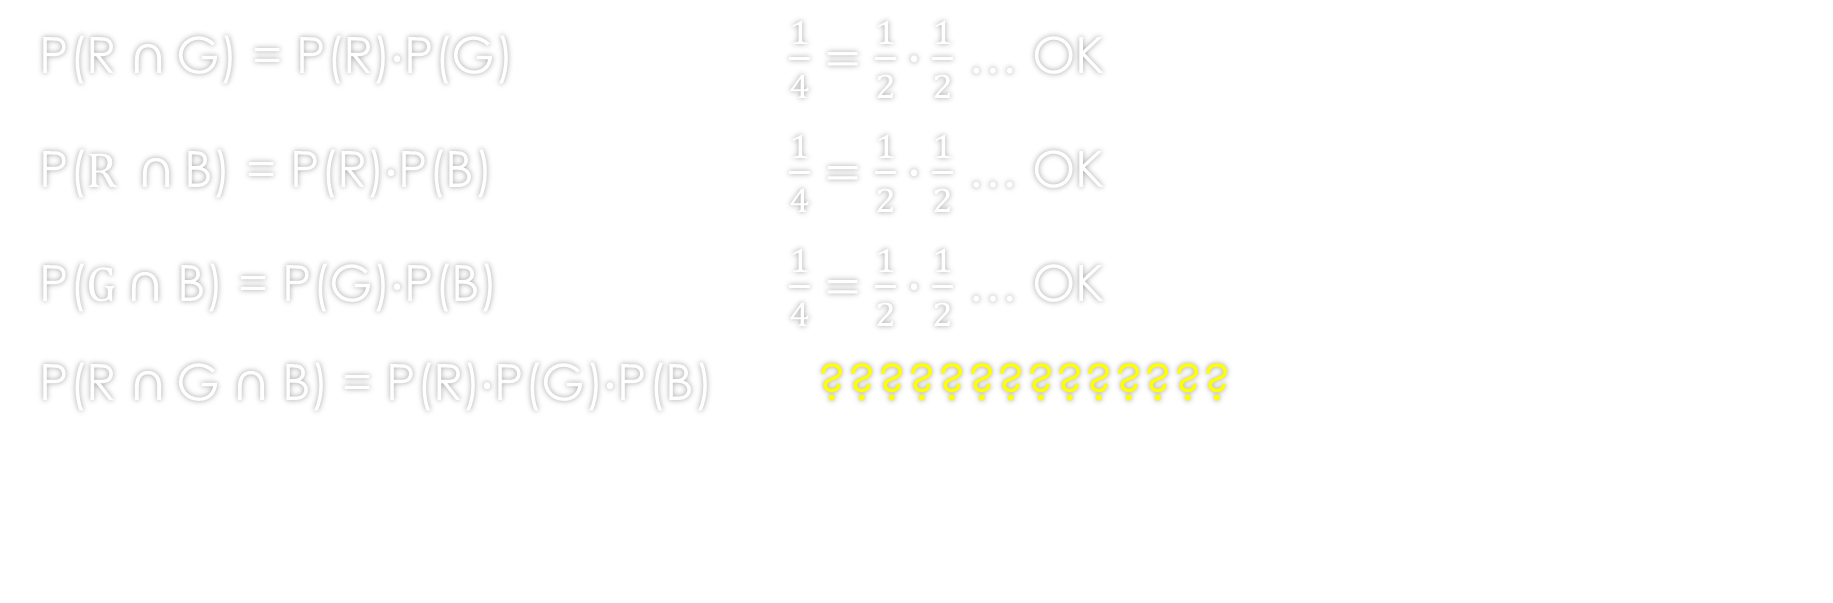 P(R ∩ G) = P(R)·P(G) 1/4 = 1/2 · 1/2 … OK
P(R ∩ B) = P(R)·P(B) 1/4 = 1/2 · 1/2 … OK
P(G ∩ B) = P(G)·P(B) 1/4 = 1/2 · 1/2 … OK
P(R ∩ G ∩ B) = P(R)·P(G)·P(B) ??????????????